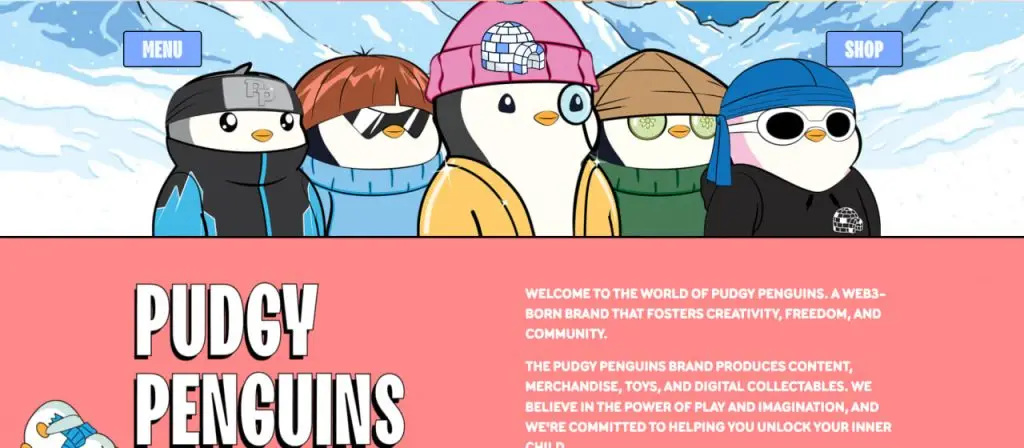 MENU
SHOP
FP
PUDGY
PENGUINS
WELCOME TO THE WORLD OF PUDGY PENGUINS. A WEB3-
BORN BRAND THAT FOSTERS CREATIVITY, FREEDOM, AND
COMMUNITY.
THE PUDGY PENGUINS BRAND PRODUCES CONTENT,
MERCHANDISE, TOYS, AND DIGITAL COLLECTABLES. WE
BELIEVE IN THE POWER OF PLAY AND IMAGINATION, AND
WE'RE COMMITTED TO HELPING YOU UNLOCK YOUR INNER
CHILD.